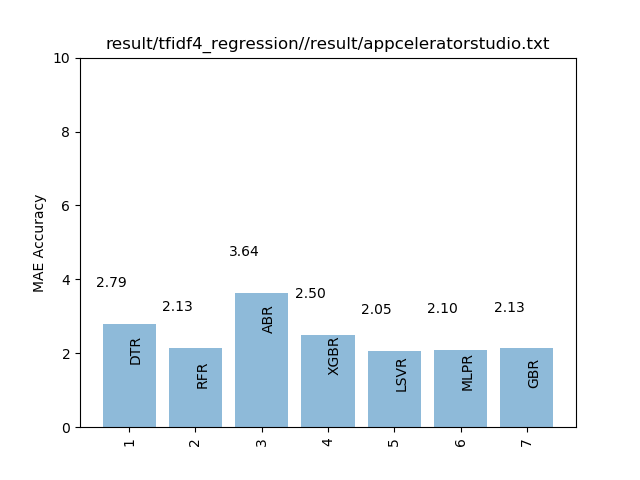 result/tfidf4_regression//result/appceleratorstudio.txt
MAE Accuracy
10
8
6
4
2
0
2.79
2.13
3.64
2.50
2.05
2.10
2.13
DTR
RFR
ABR
XGBR
LSVR
MLPR
GBR
1
2
3
4
5
6
7